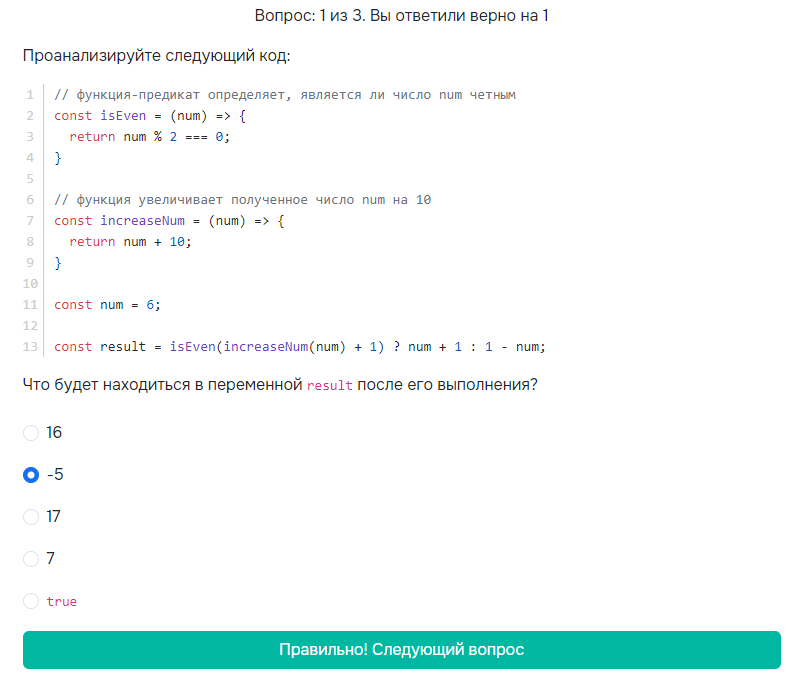 Вопрос: 1 из 3. Вы ответили верно на 1
Проанализируйте следующий код:
1 // функция-предикат определяет, является ли число num четным
2 const isEven = (num) => {
3   return num % 2 === 0;
4 }
5
6 // функция увеличивает полученное число num на 10
7 const increaseNum = (num) => {
8   return num + 10;
9 }
10
11 const num = 6;
12
13 const result = isEven(increaseNum(num) + 1) ? num + 1 : 1 - num;
Что будет находиться в переменной result после его выполнения?
16
-5
17
7
true
Правильно! Следующий вопрос